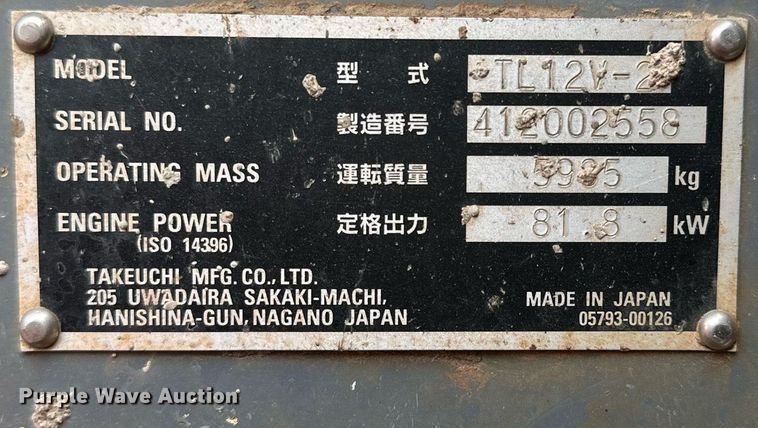 MODEL 型式 TL12V-2
SERIAL NO. 製造番号 412002558
OPERATING MASS 運転質量 kg
ENGINE POWER 定格出力 81.8 kW
(ISO 14396)
TAKEUCHI MFG. CO., LTD.
205 UWADAIRA SAKAKI-MACHI,
HANISHINA-GUN, NAGANO JAPAN
MADE IN JAPAN
05793-00126
Purple Wave Auction